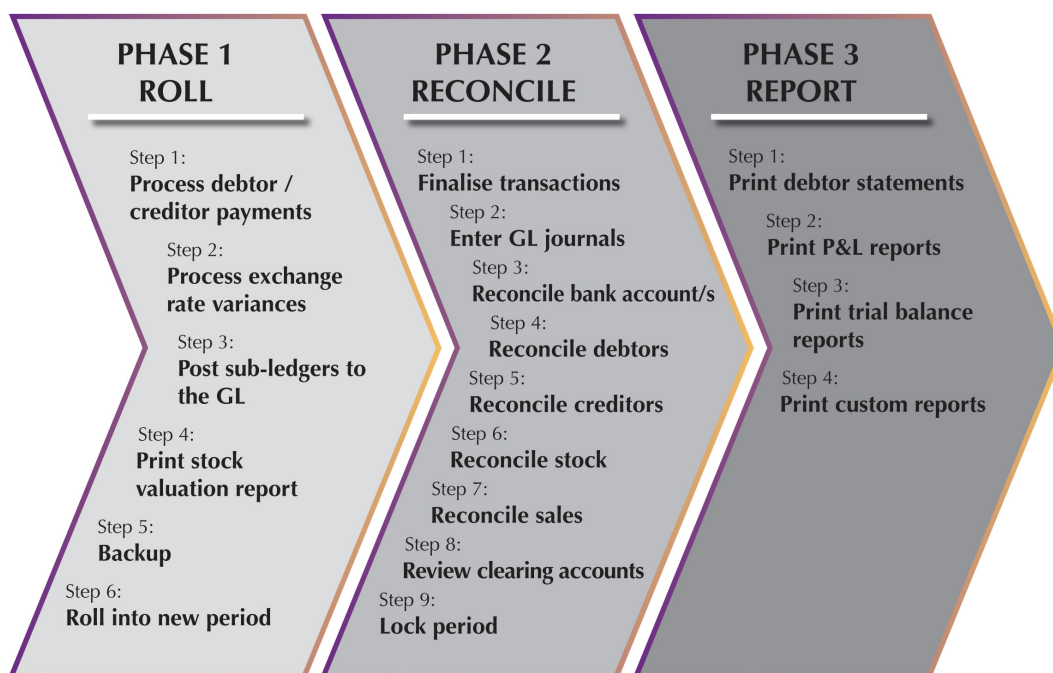 PHASE 1
ROLL
Step 1:
Process debtor /
creditor payments
Step 2:
Process exchange
rate variances
Step 3:
Post sub-ledgers to
the GL
Step 4:
Print stock
valuation report
Step 5:
Backup
Step 6:
Roll into new period
PHASE 2
RECONCILE
Step 1:
Finalise transactions
Step 2:
Enter GL journals
Step 3:
Reconcile bank account/s
Step 4:
Reconcile debtors
Step 5:
Reconcile creditors
Step 6:
Reconcile stock
Step 7:
Reconcile sales
Step 8:
Review clearing accounts
Step 9:
Lock period
PHASE 3
REPORT
Step 1:
Print debtor statements
Step 2:
Print P&L reports
Step 3:
Print trial balance
reports
Step 4:
Print custom reports